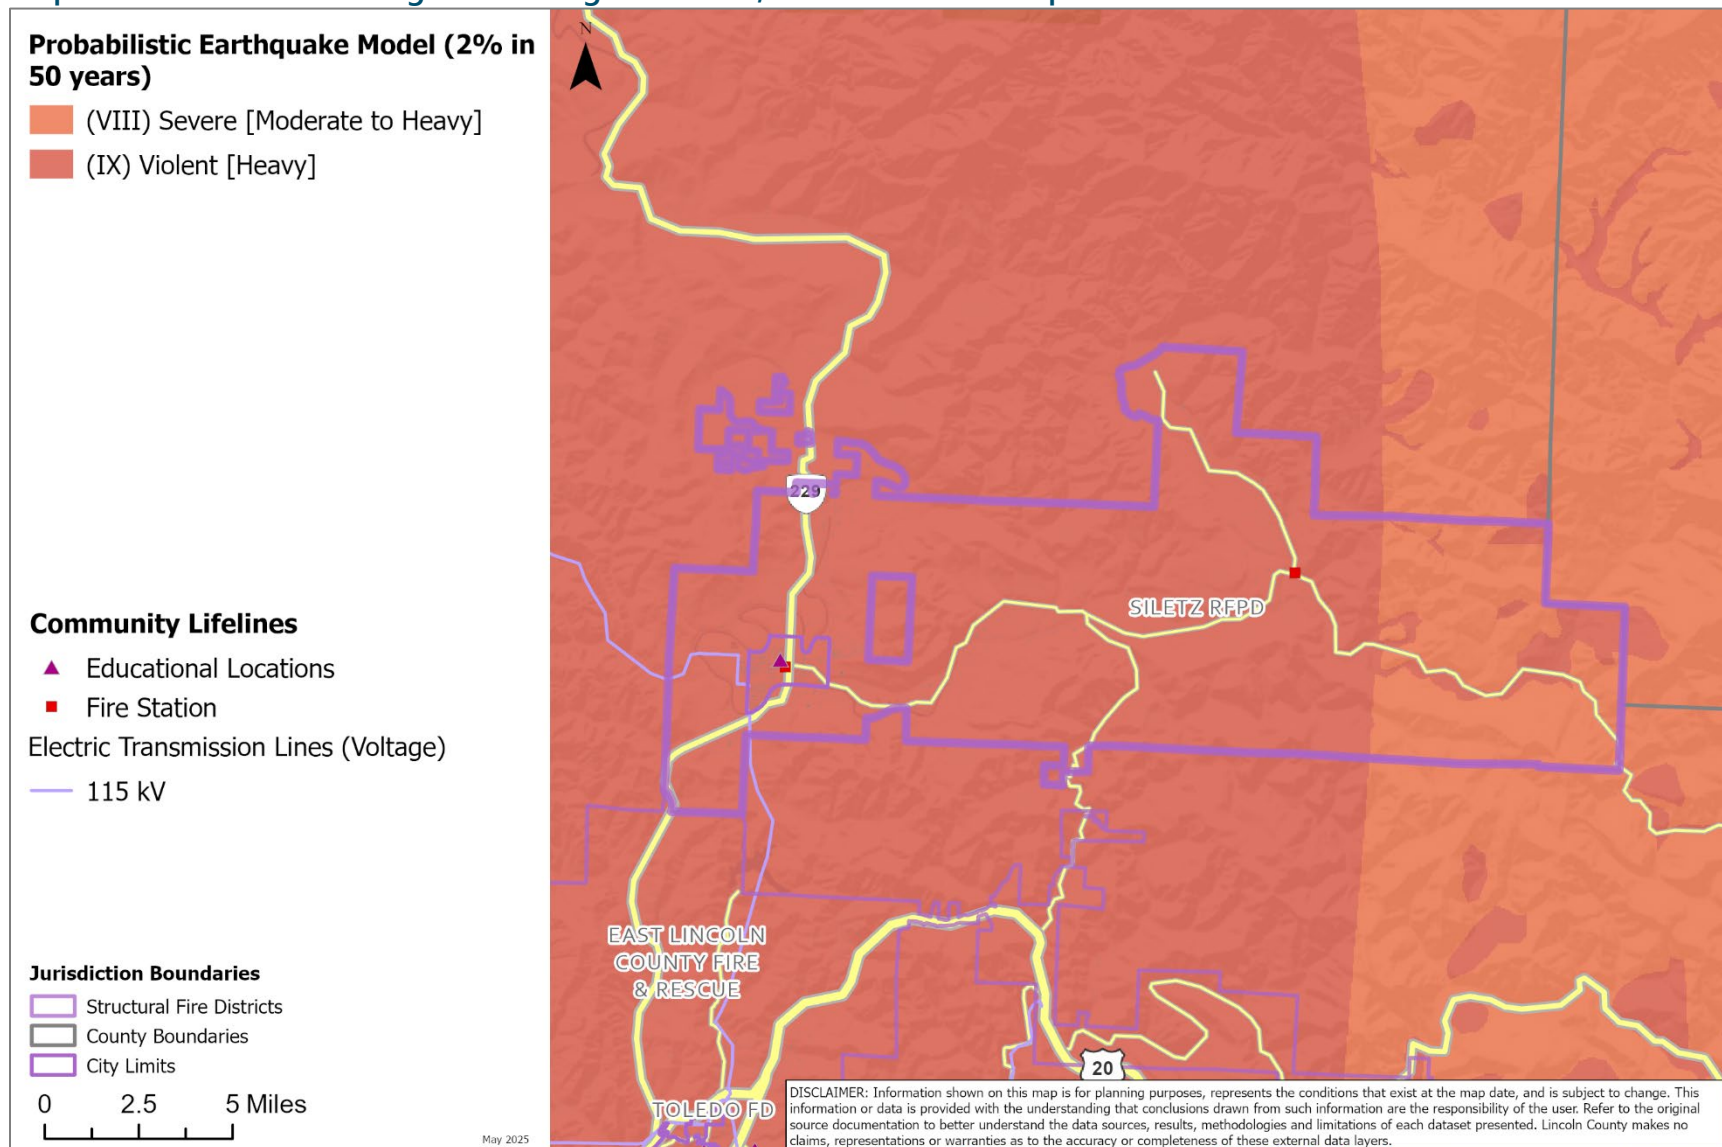 Probabilistic Earthquake Model (2% in
50 years)
(VIII) Severe [Moderate to Heavy]
(IX) Violent [Heavy]
Community Lifelines
Educational Locations
Fire Station
Electric Transmission Lines (Voltage)
115 kV
Jurisdiction Boundaries
Structural Fire Districts
County Boundaries
City Limits
0 2.5 5 Miles
May 2025
N
229
SILETZ RFPD
EAST LINCOLN
COUNTY FIRE
& RESCUE
20
TOLEDO FD
DISCLAIMER: Information shown on this map is for planning purposes, represents the conditions that exist at the map date, and is subject to change. This
information or data is provided with the understanding that conclusions drawn from such information are the responsibility of the user. Refer to the original
source documentation to better understand the data sources, results, methodologies and limitations of each dataset presented. Lincoln County makes no
claims, representations or warranties as to the accuracy or completeness of these external data layers.